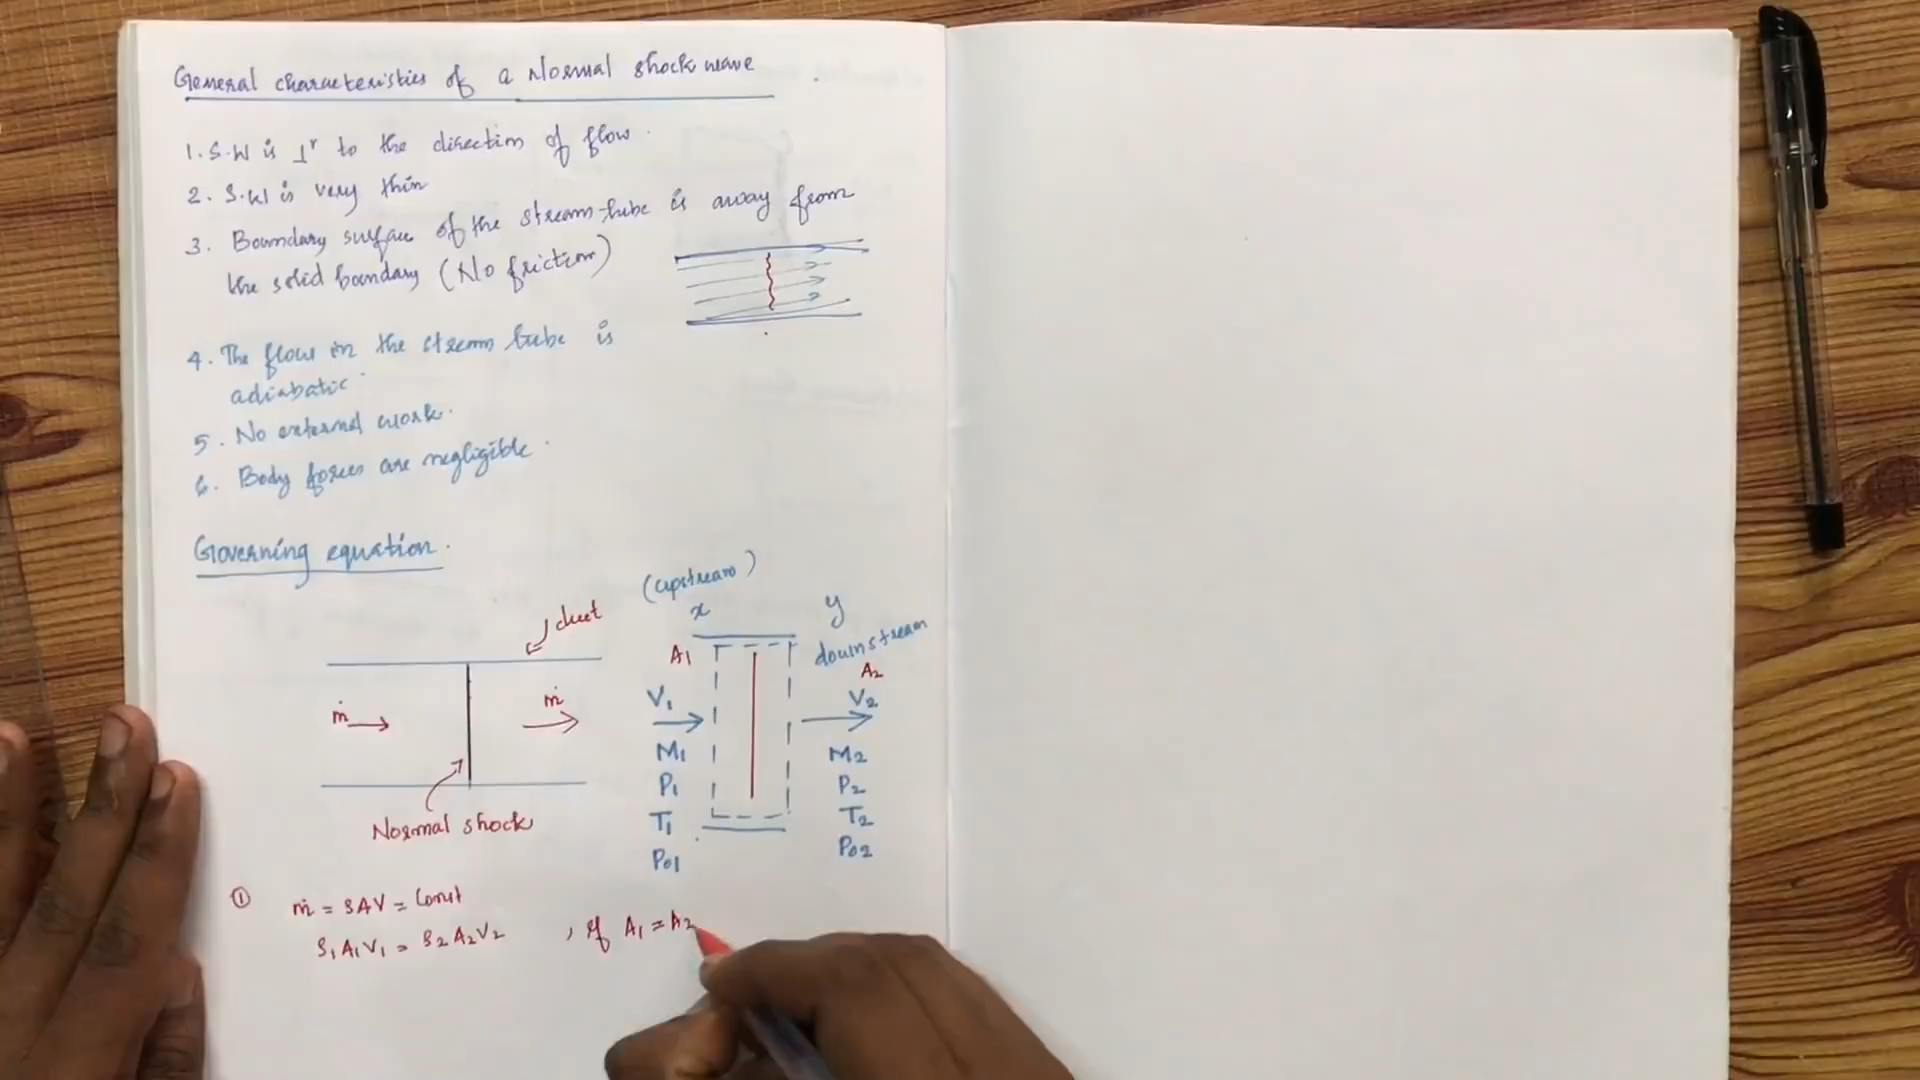 General characteristics of a Normal shock wave
1. S.W is ⊥r to the direction of flow.
2. S.W is very thin
3. Boundary surface of the stream-tube is away from
the solid boundary (No friction)
4. The flow in the stream tube is
adiabatic
5. No external work.
6. Body forces are negligible.
Governing equation.
duct
ṁ
ṁ
Normal shock
(upstream)
x
y
downstream
A1
A2
V1
V2
M1
M2
P1
P2
T1
T2
P01
P02
① ṁ = ρAV = Const
ρ1A1V1 = ρ2A2V2 , if A1 = A2